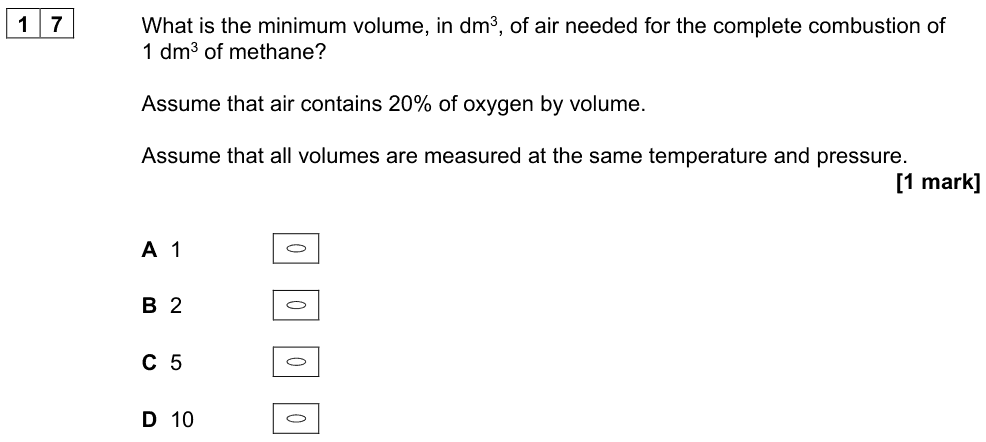 1 7 What is the minimum volume, in dm³, of air needed for the complete combustion of
1 dm³ of methane?
Assume that air contains 20% of oxygen by volume.
Assume that all volumes are measured at the same temperature and pressure.
[1 mark]
A 1
B 2
C 5
D 10